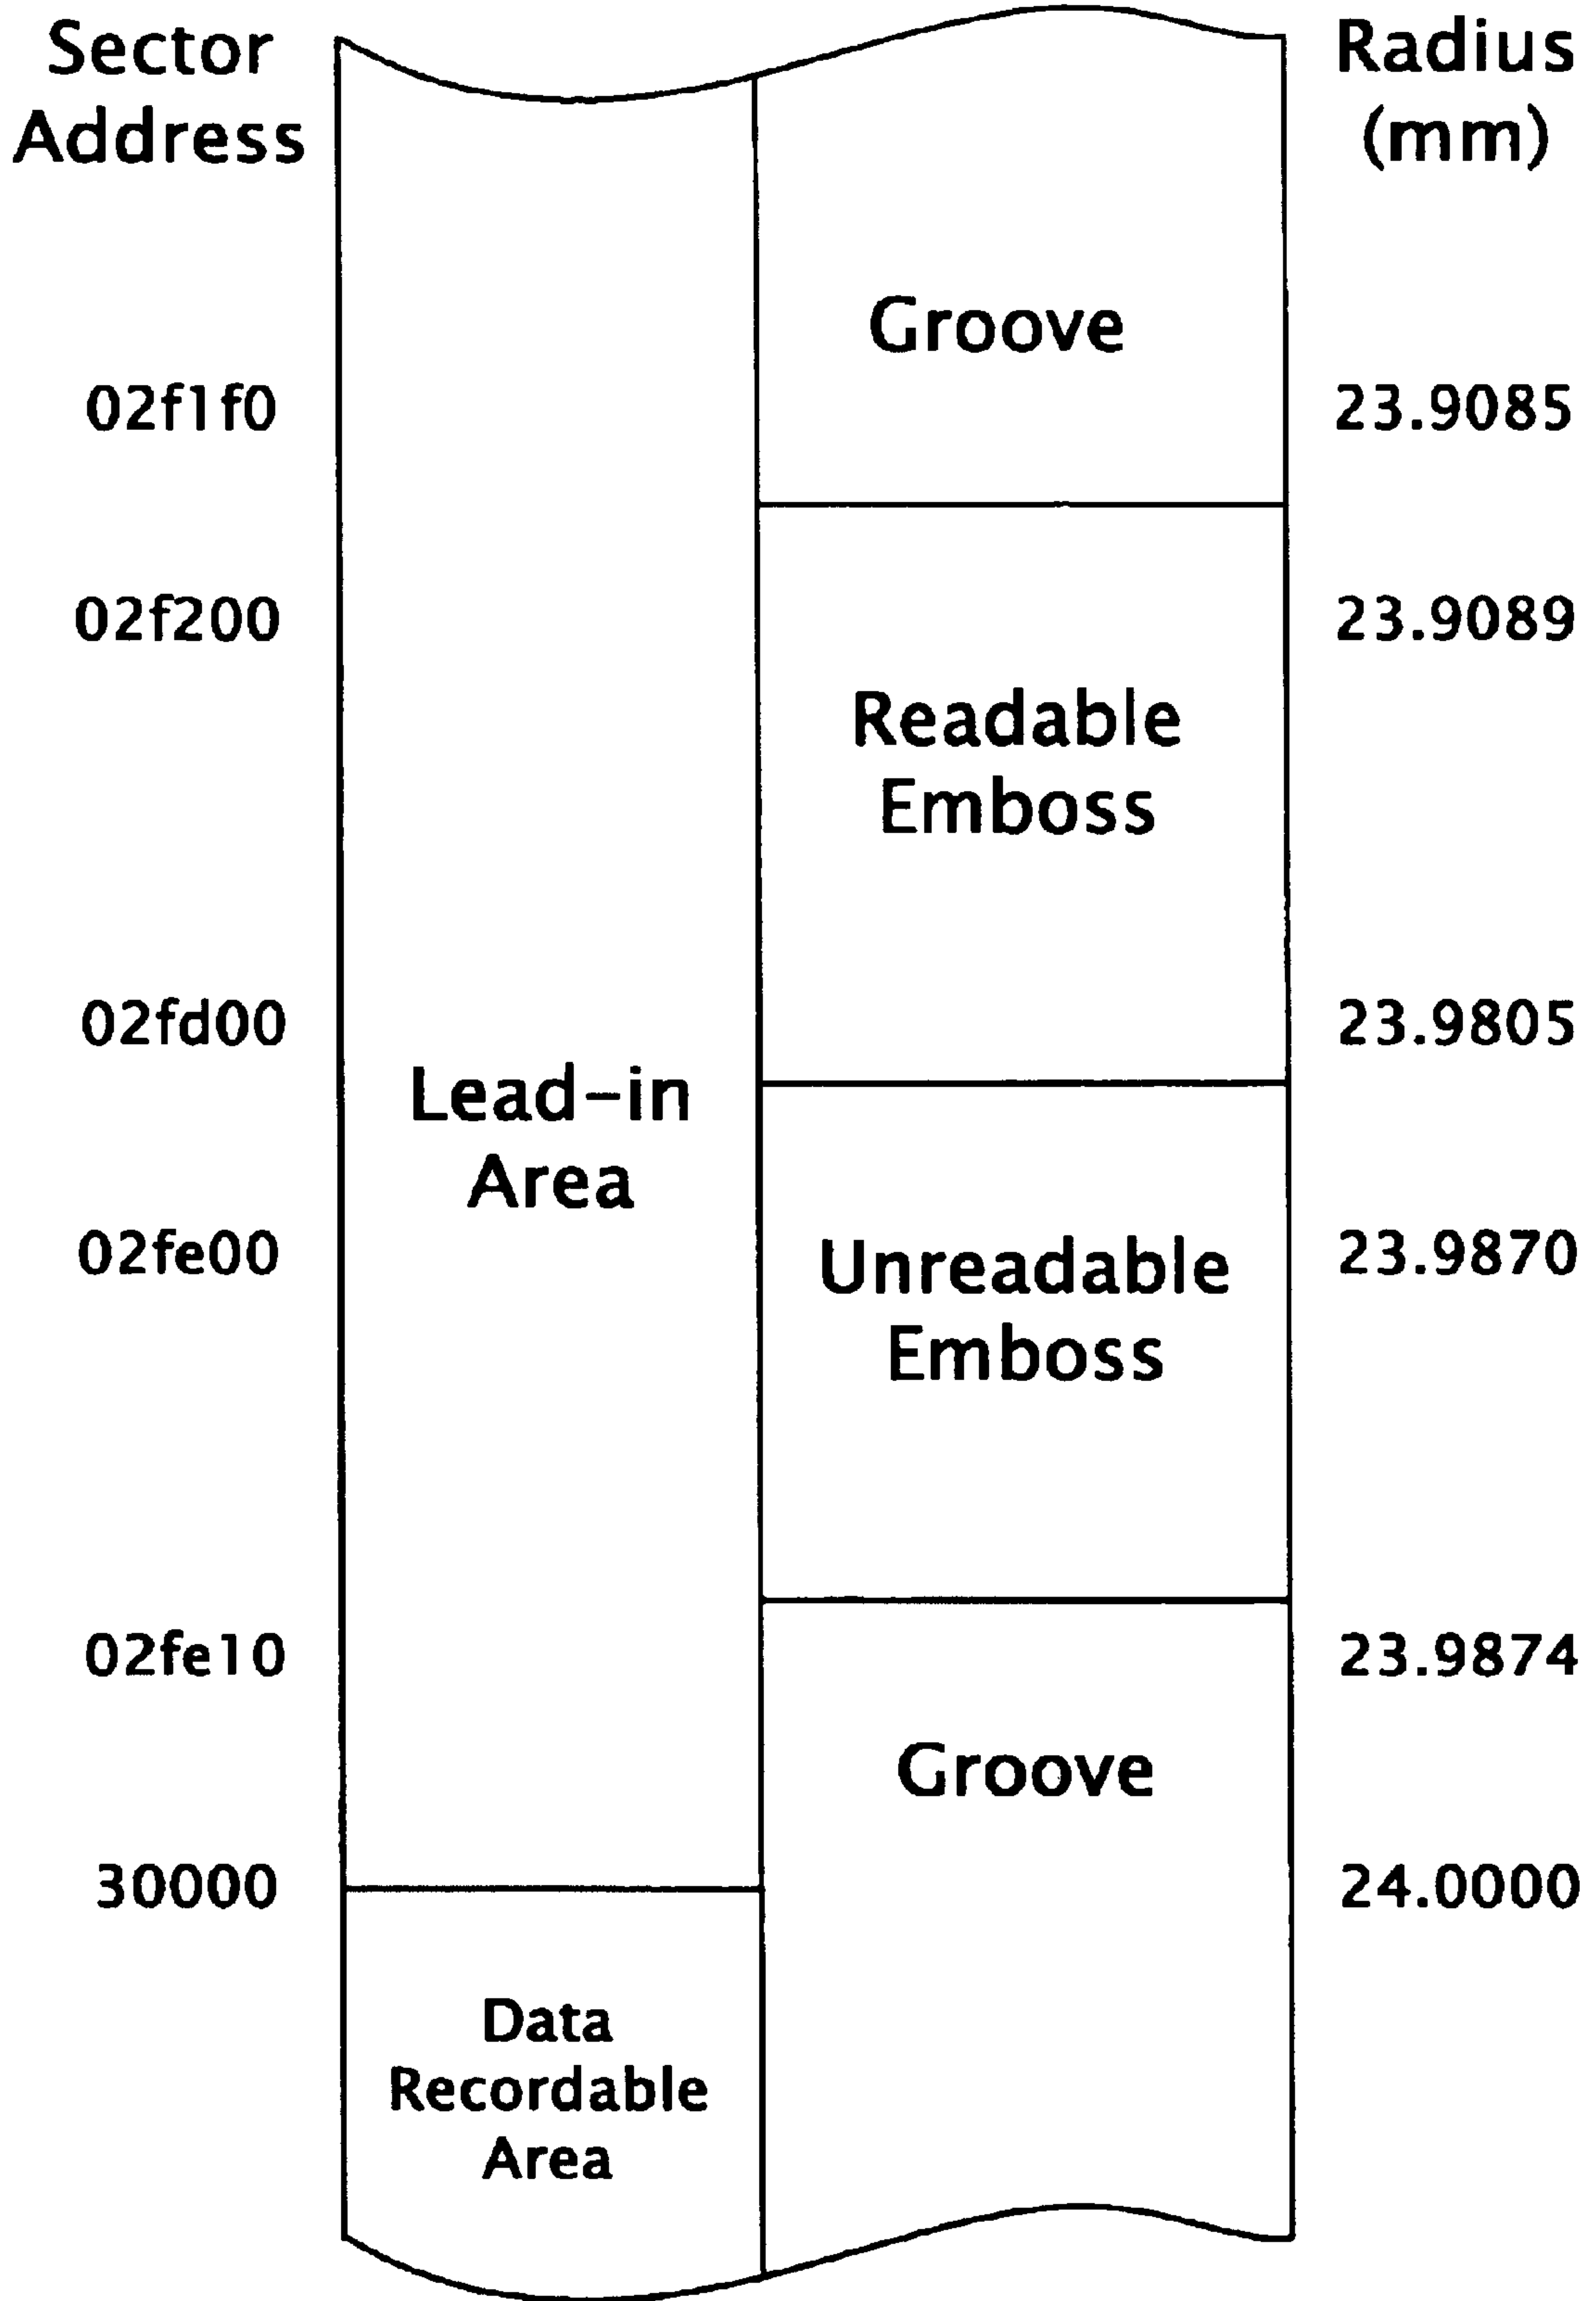 Sector
Address
Radius
(mm)
Groove
02f1f0
23.9085
02f200
23.9089
Readable
Emboss
02fd00
23.9805
Lead-in
Area
02fe00
23.9870
Unreadable
Emboss
02fe10
23.9874
Groove
30000
24.0000
Data
Recordable
Area